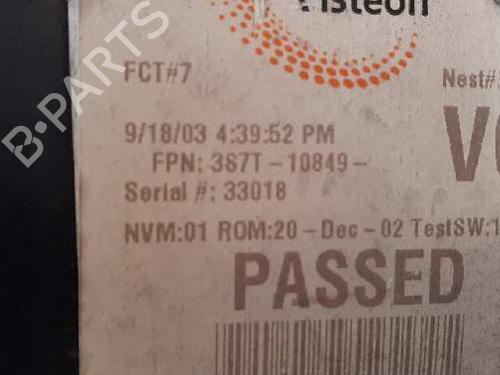 Visteon
FCT#7
Nest#
9/18/03 4:39:52 PM
FPN: 3S7T-10849-
Serial #: 33018
NVM:01 ROM:20-Dec-02 TestSW:1
PASSED
B-PARTS